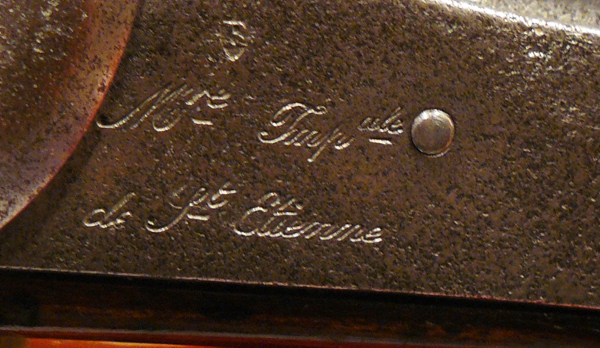 E
Mre Impale
de St Etienne